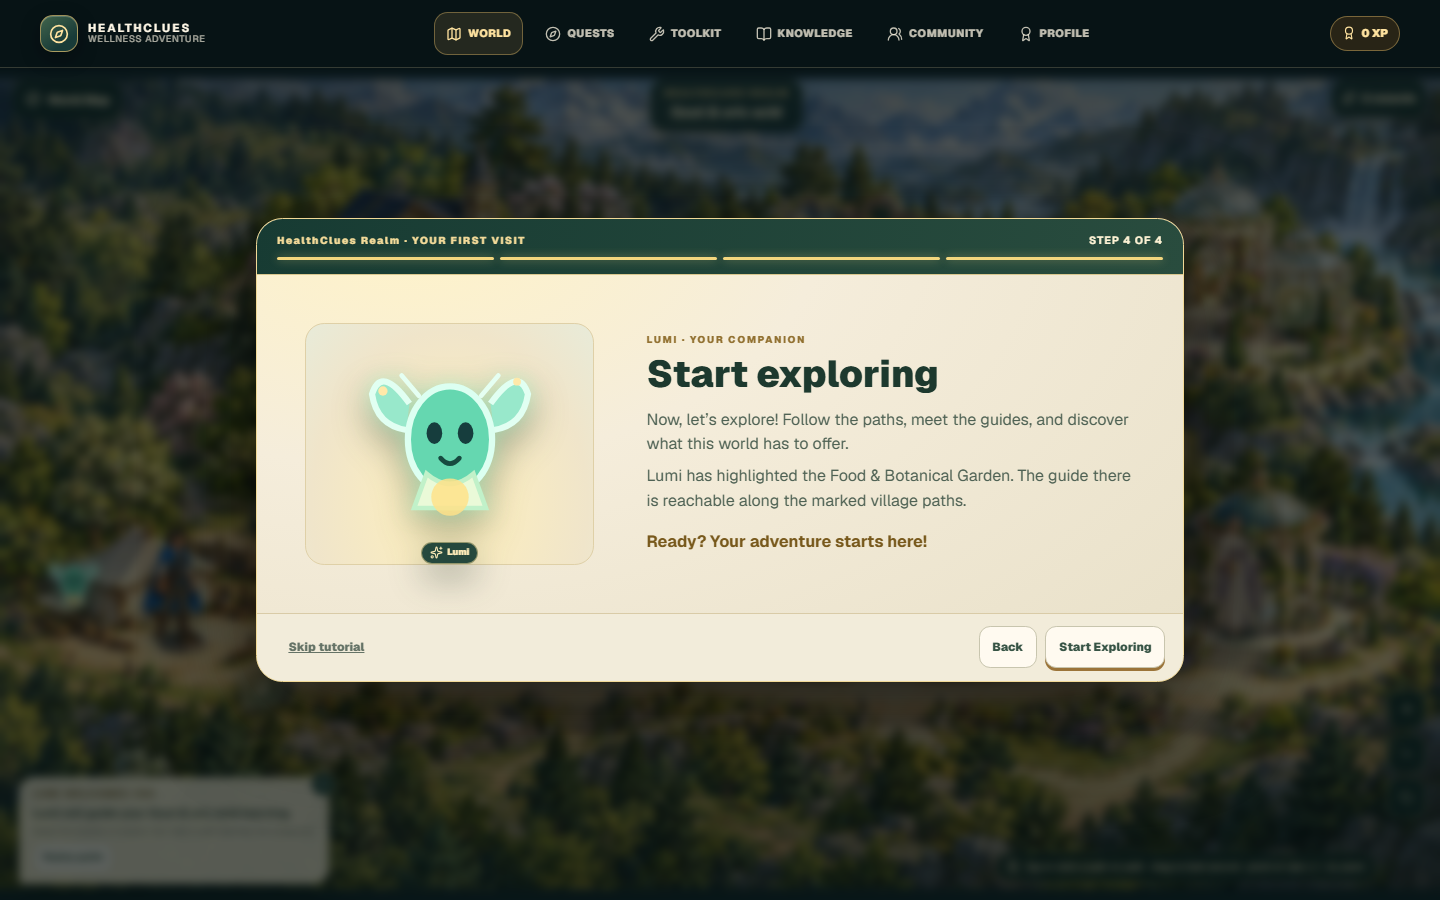 HEALTHCLUES
WELLNESS ADVENTURE
WORLD
QUESTS
TOOLKIT
KNOWLEDGE
COMMUNITY
PROFILE
0 XP
HealthClues Realm · YOUR FIRST VISIT
STEP 4 OF 4
LUMI · YOUR COMPANION
Start exploring
Now, let’s explore! Follow the paths, meet the guides, and discover
what this world has to offer.
Lumi has highlighted the Food & Botanical Garden. The guide there
is reachable along the marked village paths.
Ready? Your adventure starts here!
Lumi
Skip tutorial
Back
Start Exploring